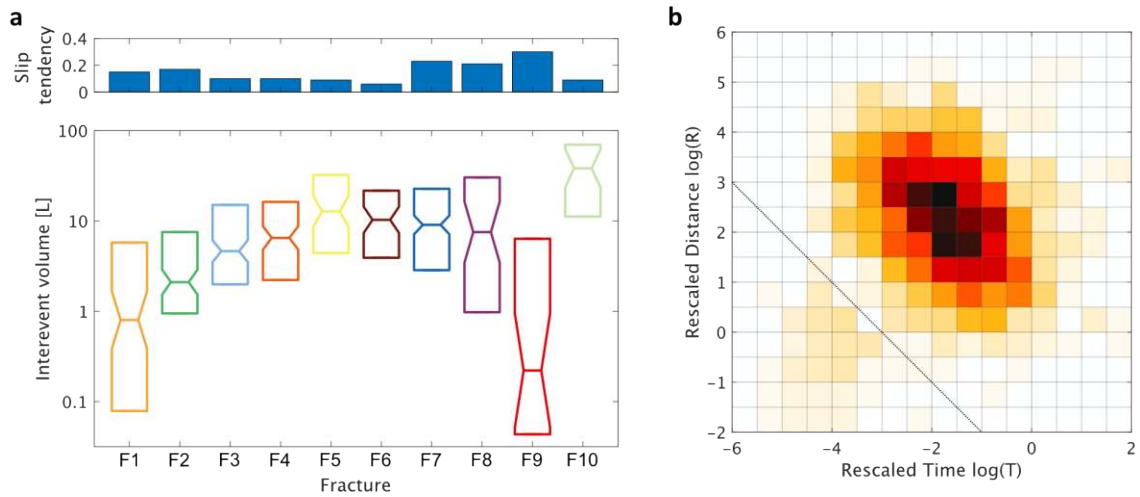 a
Slip
tendency
0.4
0.2
0
Interevent volume [L]
100
10
1
0.1
F1 F2 F3 F4 F5 F6 F7 F8 F9 F10
Fracture
b
Rescaled Distance log(R)
6
5
4
3
2
1
0
−1
−2
−6 −4 −2 0 2
Rescaled Time log(T)